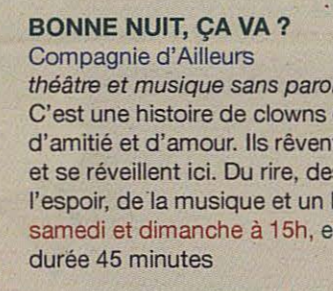 BONNE NUIT, ÇA VA ?
Compagnie d'Ailleurs
théâtre et musique sans
C'est une histoire de clowns
d'amitié et d'amour. Ils
et se réveillent ici. Du rire,
l'espoir, de la musique et un
samedi et dimanche à 15h,
durée 45 minutes